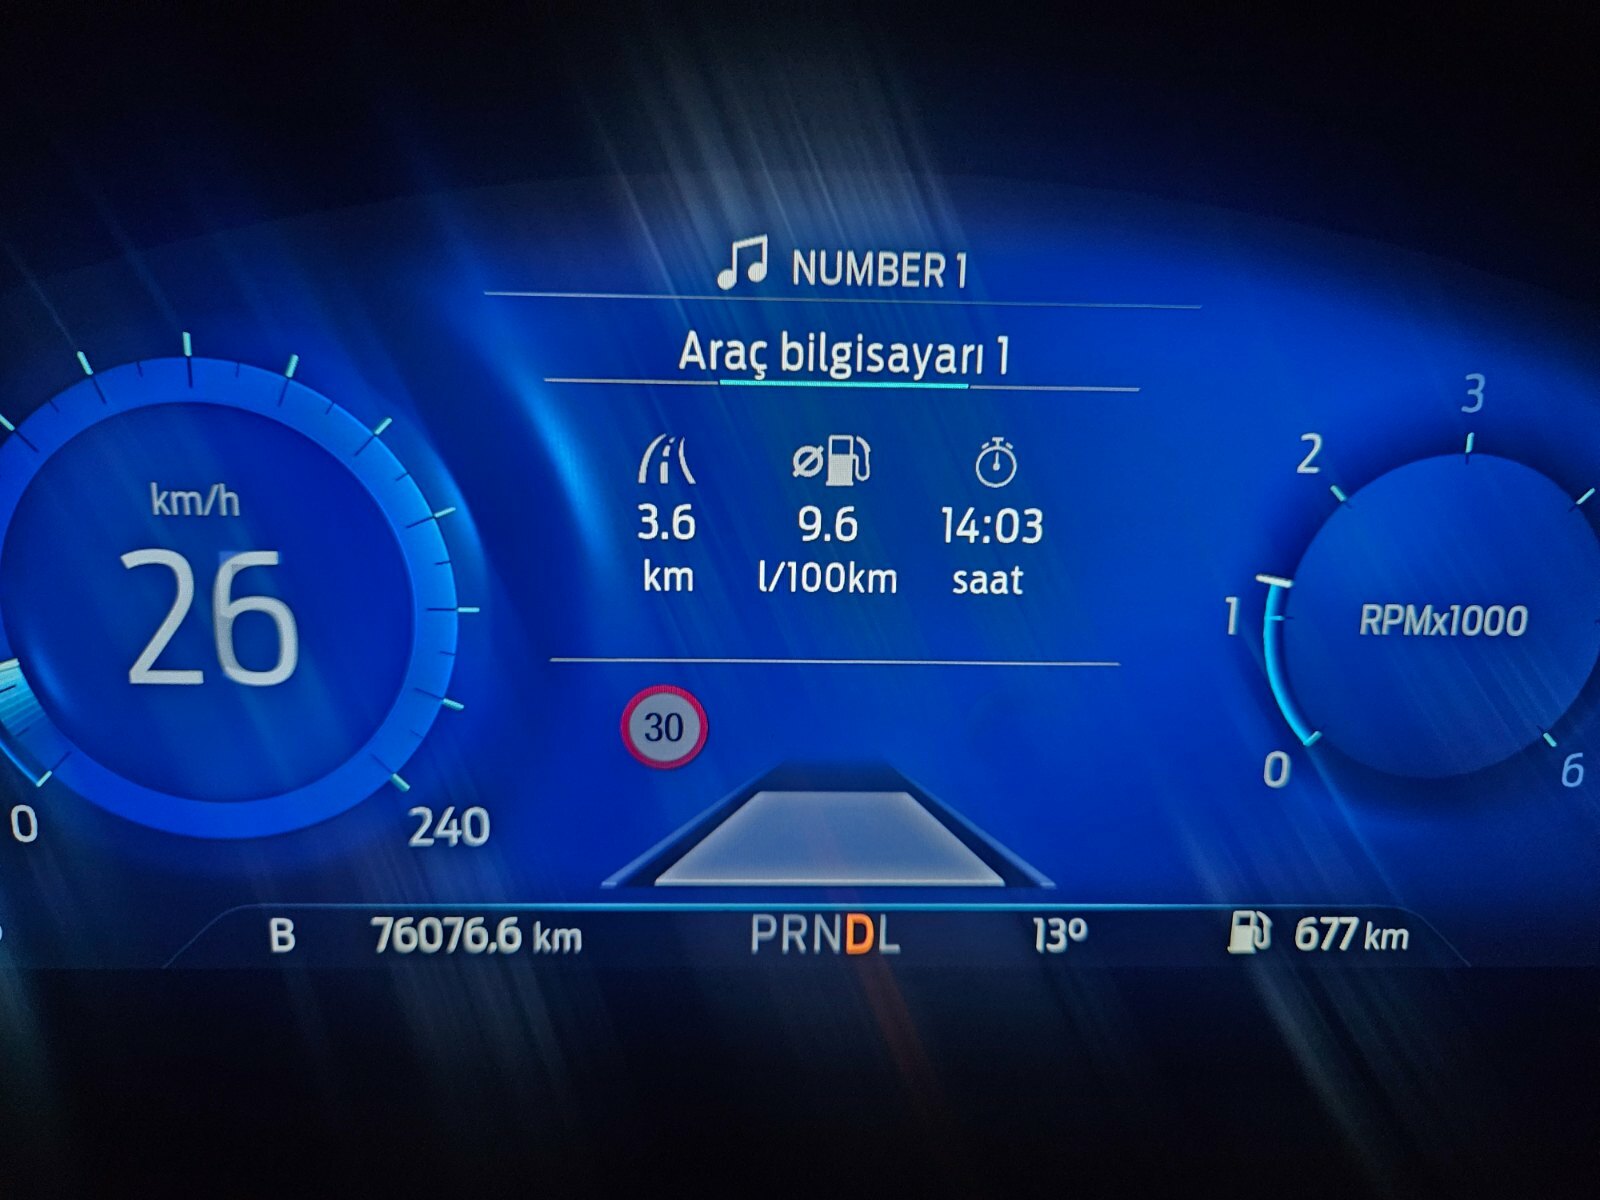 NUMBER 1
Araç bilgisayarı 1
3.6 9.6 14:03
km l/100km saat
km/h
26
0 240
30
3
2
1
RPMx1000
0 6
B 76076,6 km PRNDL 13° 677 km